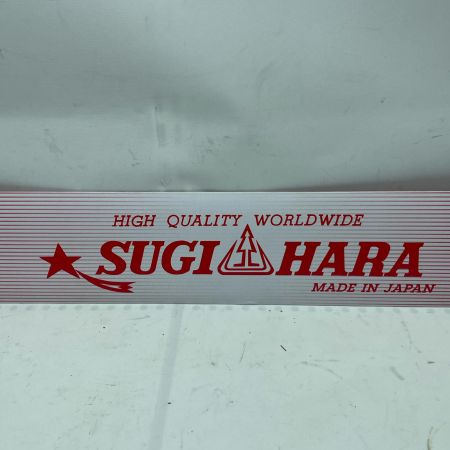 HIGH QUALITY WORLDWIDE
SUGI HARA
MADE IN JAPAN